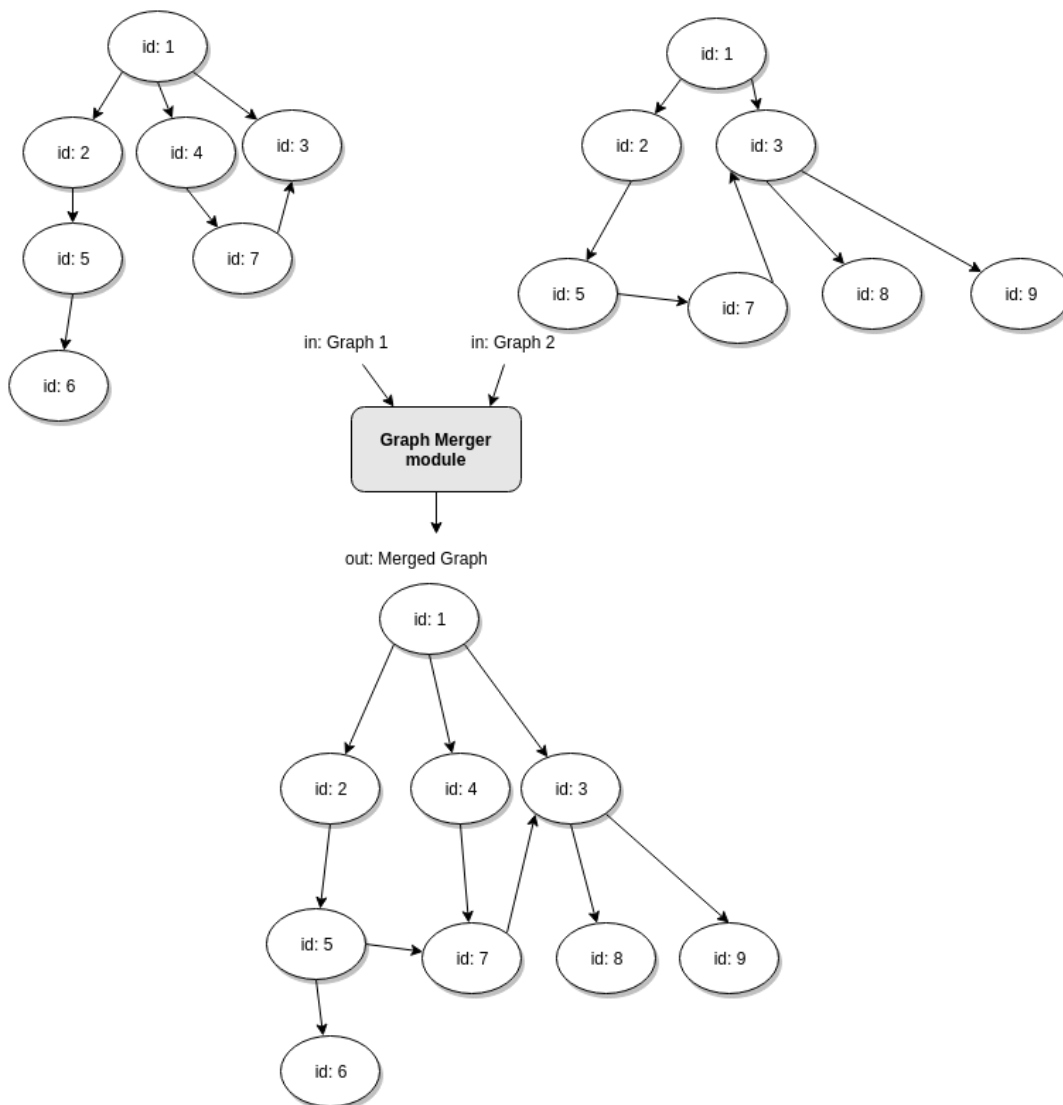 id: 1
id: 2
id: 4
id: 3
id: 5
id: 7
id: 6
id: 1
id: 2
id: 3
id: 5
id: 7
id: 8
id: 9
in: Graph 1
in: Graph 2
Graph Merger
module
out: Merged Graph
id: 1
id: 2
id: 4
id: 3
id: 5
id: 7
id: 8
id: 9
id: 6